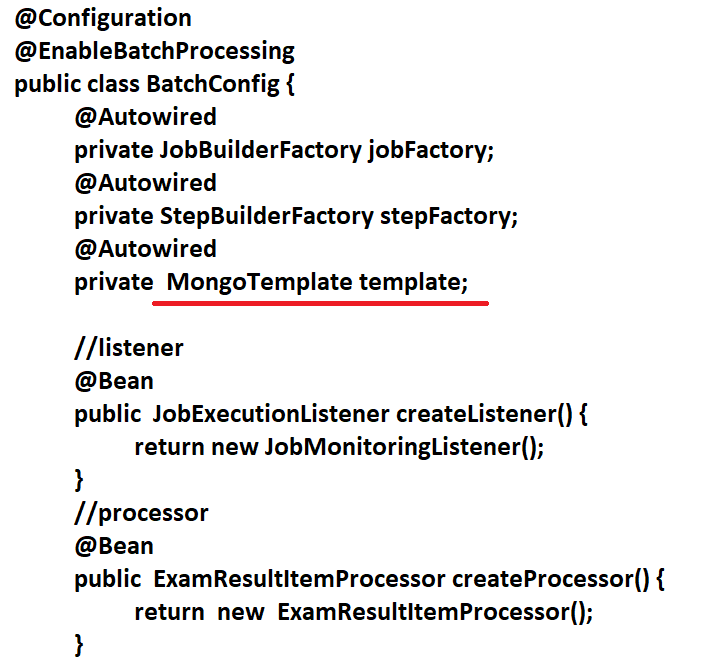 @Configuration
@EnableBatchProcessing
public class BatchConfig {
@Autowired
private JobBuilderFactory jobFactory;
@Autowired
private StepBuilderFactory stepFactory;
@Autowired
private  MongoTemplate template;
//listener
@Bean
public  JobExecutionListener createListener() {
return new JobMonitoringListener();
}
//processor
@Bean
public  ExamResultItemProcessor createProcessor() {
return  new  ExamResultItemProcessor();
}